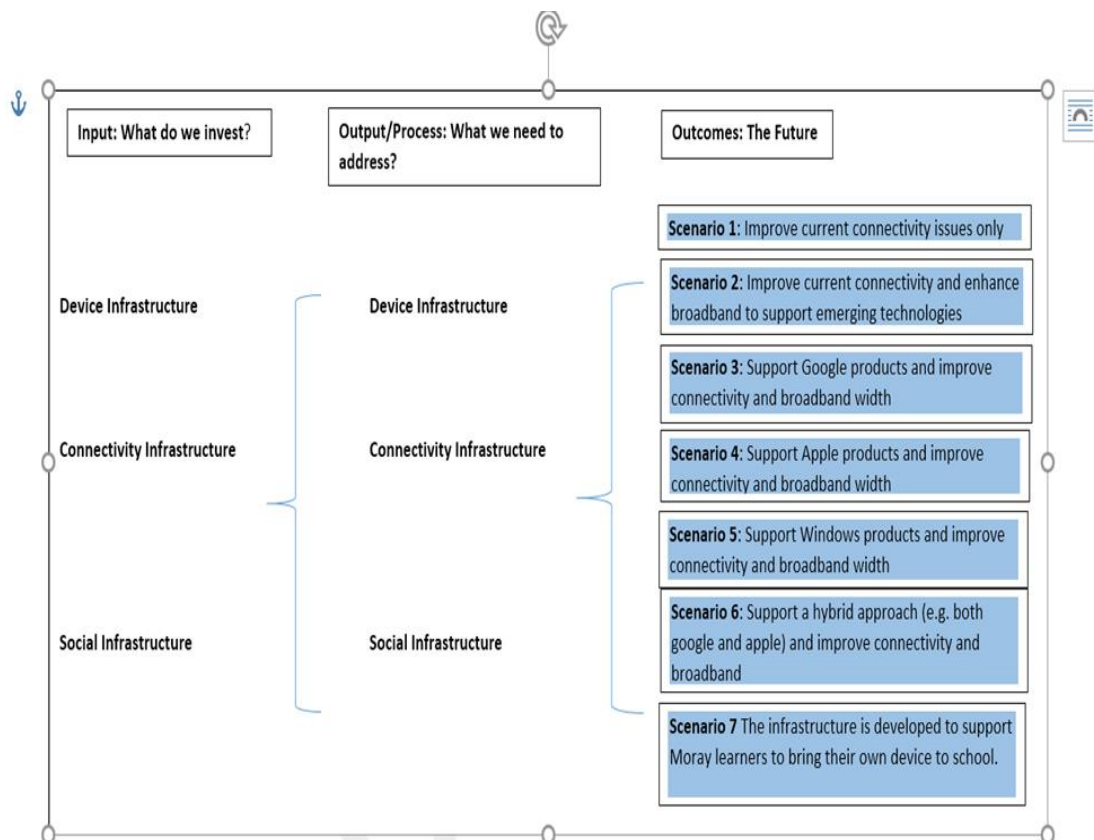 Input: What do we invest?
Output/Process: What we need to
address?
Outcomes: The Future
Device Infrastructure
Connectivity Infrastructure
Social Infrastructure
Device Infrastructure
Connectivity Infrastructure
Social Infrastructure
Scenario 1: Improve current connectivity issues only
Scenario 2: Improve current connectivity and enhance
broadband to support emerging technologies
Scenario 3: Support Google products and improve
connectivity and broadband width
Scenario 4: Support Apple products and improve
connectivity and broadband width
Scenario 5: Support Windows products and improve
connectivity and broadband width
Scenario 6: Support a hybrid approach (e.g. both
google and apple) and improve connectivity and
broadband
Scenario 7 The infrastructure is developed to support
Moray learners to bring their own device to school.